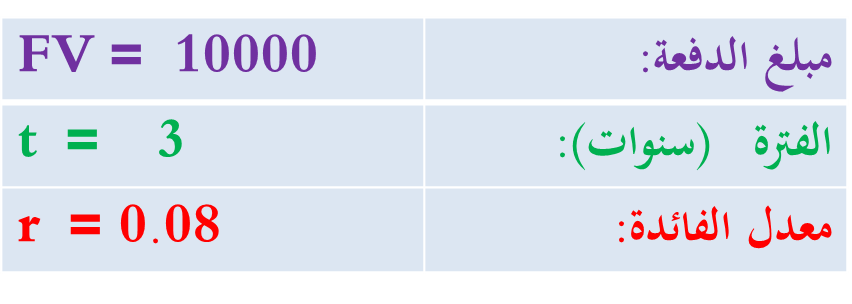 مبلغ الدفعة: FV = 10000
الفترة (سنوات): t = 3
معدل الفائدة: r = 0.08